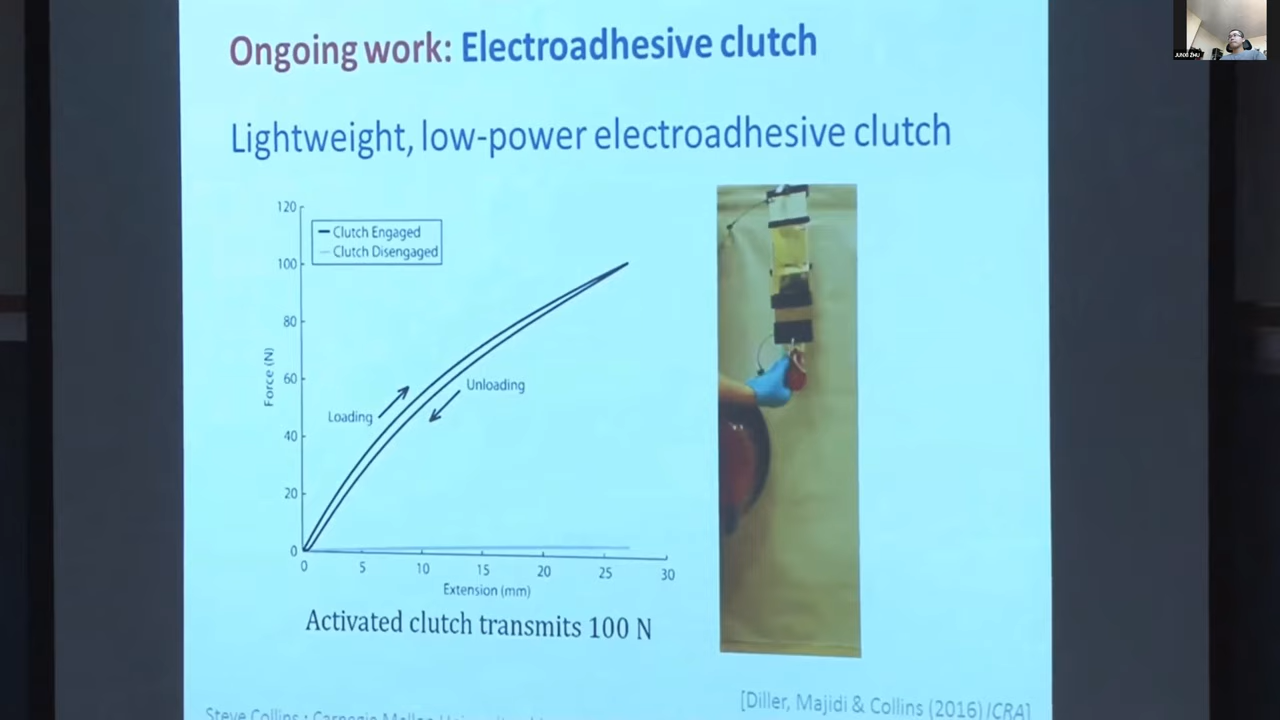 Ongoing work: Electroadhesive clutch
Lightweight, low-power electroadhesive clutch
120
100
80
60
40
20
0
Force (N)
Clutch Engaged
Clutch Disengaged
Loading
Unloading
0 5 10 15 20 25 30
Extension (mm)
Activated clutch transmits 100 N
[Diller, Majidi & Collins (2016) ICRA]
Steve Collins : Carnegie Mellon
JUNXI ZHU